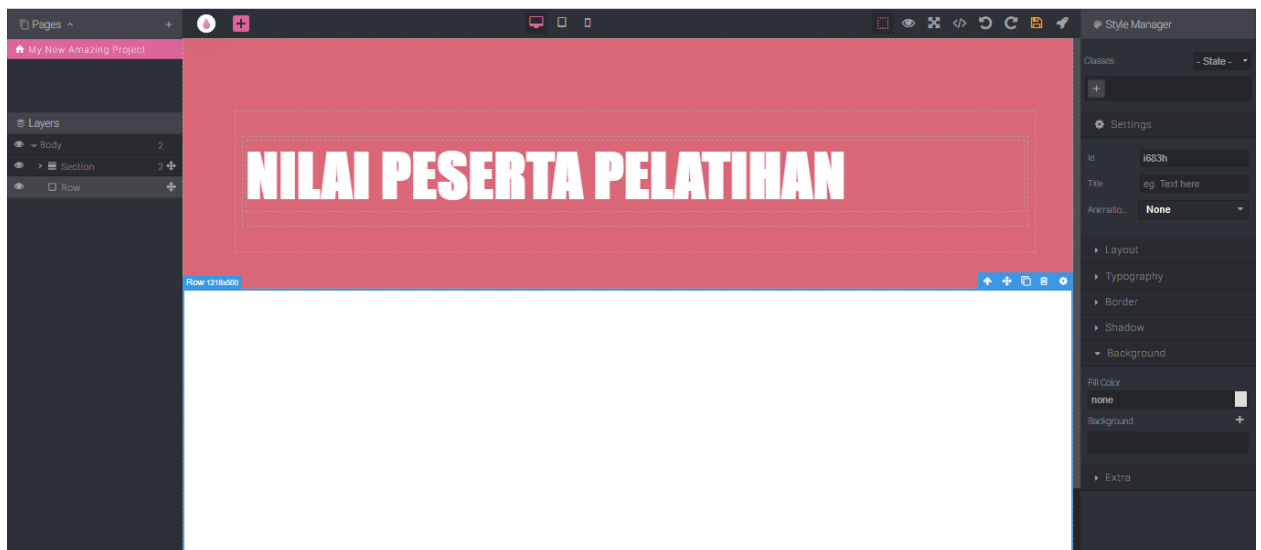 Pages
My New Amazing Project
Layers
Body 2
Section 2
Row
NILAI PESERTA PELATIHAN
Row 1218x500
Style Manager
Classes
- State -
Settings
Id i683h
Title eg. Text here
Animatio... None
Layout
Typography
Border
Shadow
Background
Fill Color
none
Background
Extra